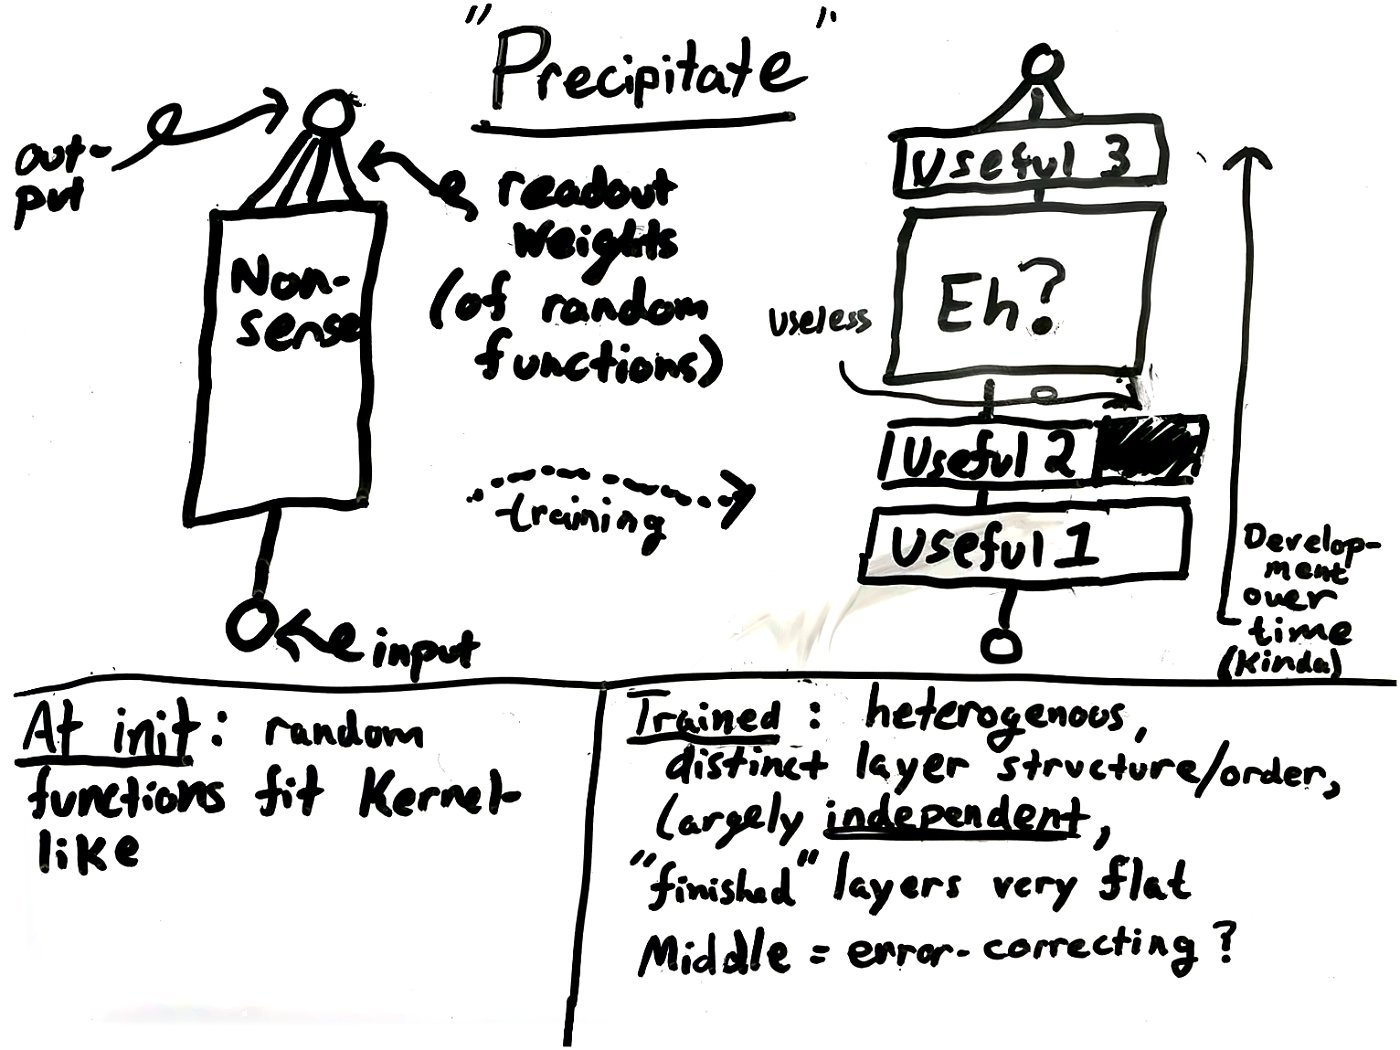 "Precipitate"
out-
put
readout
weights
(of random
functions)
Non-
sense
input
training
Useful 3
Eh?
useless
Useful 2
Useful 1
Develop-
ment
over
time
(Kinda)
At init: random
functions fit Kernel-
like
Trained: heterogenous,
distinct layer structure/order,
largely independent,
"finished" layers very flat
Middle = error-correcting?